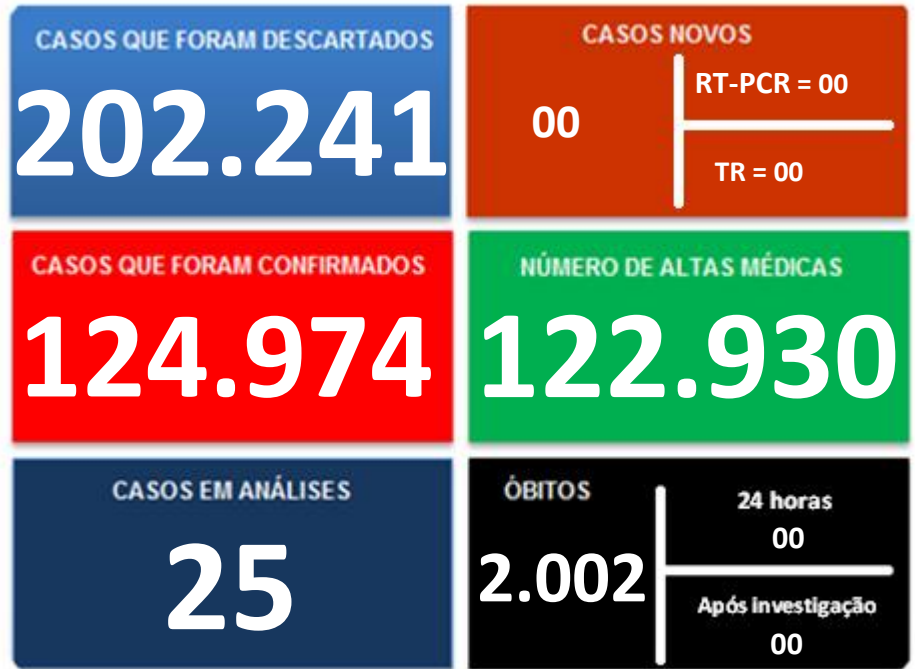 CASOS QUE FORAM DESCARTADOS
202.241
CASOS NOVOS
00
RT-PCR = 00
TR = 00
CASOS QUE FORAM CONFIRMADOS
124.974
NÚMERO DE ALTAS MÉDICAS
122.930
CASOS EM ANÁLISES
25
ÓBITOS
2.002
24 horas
00
Após investigação
00